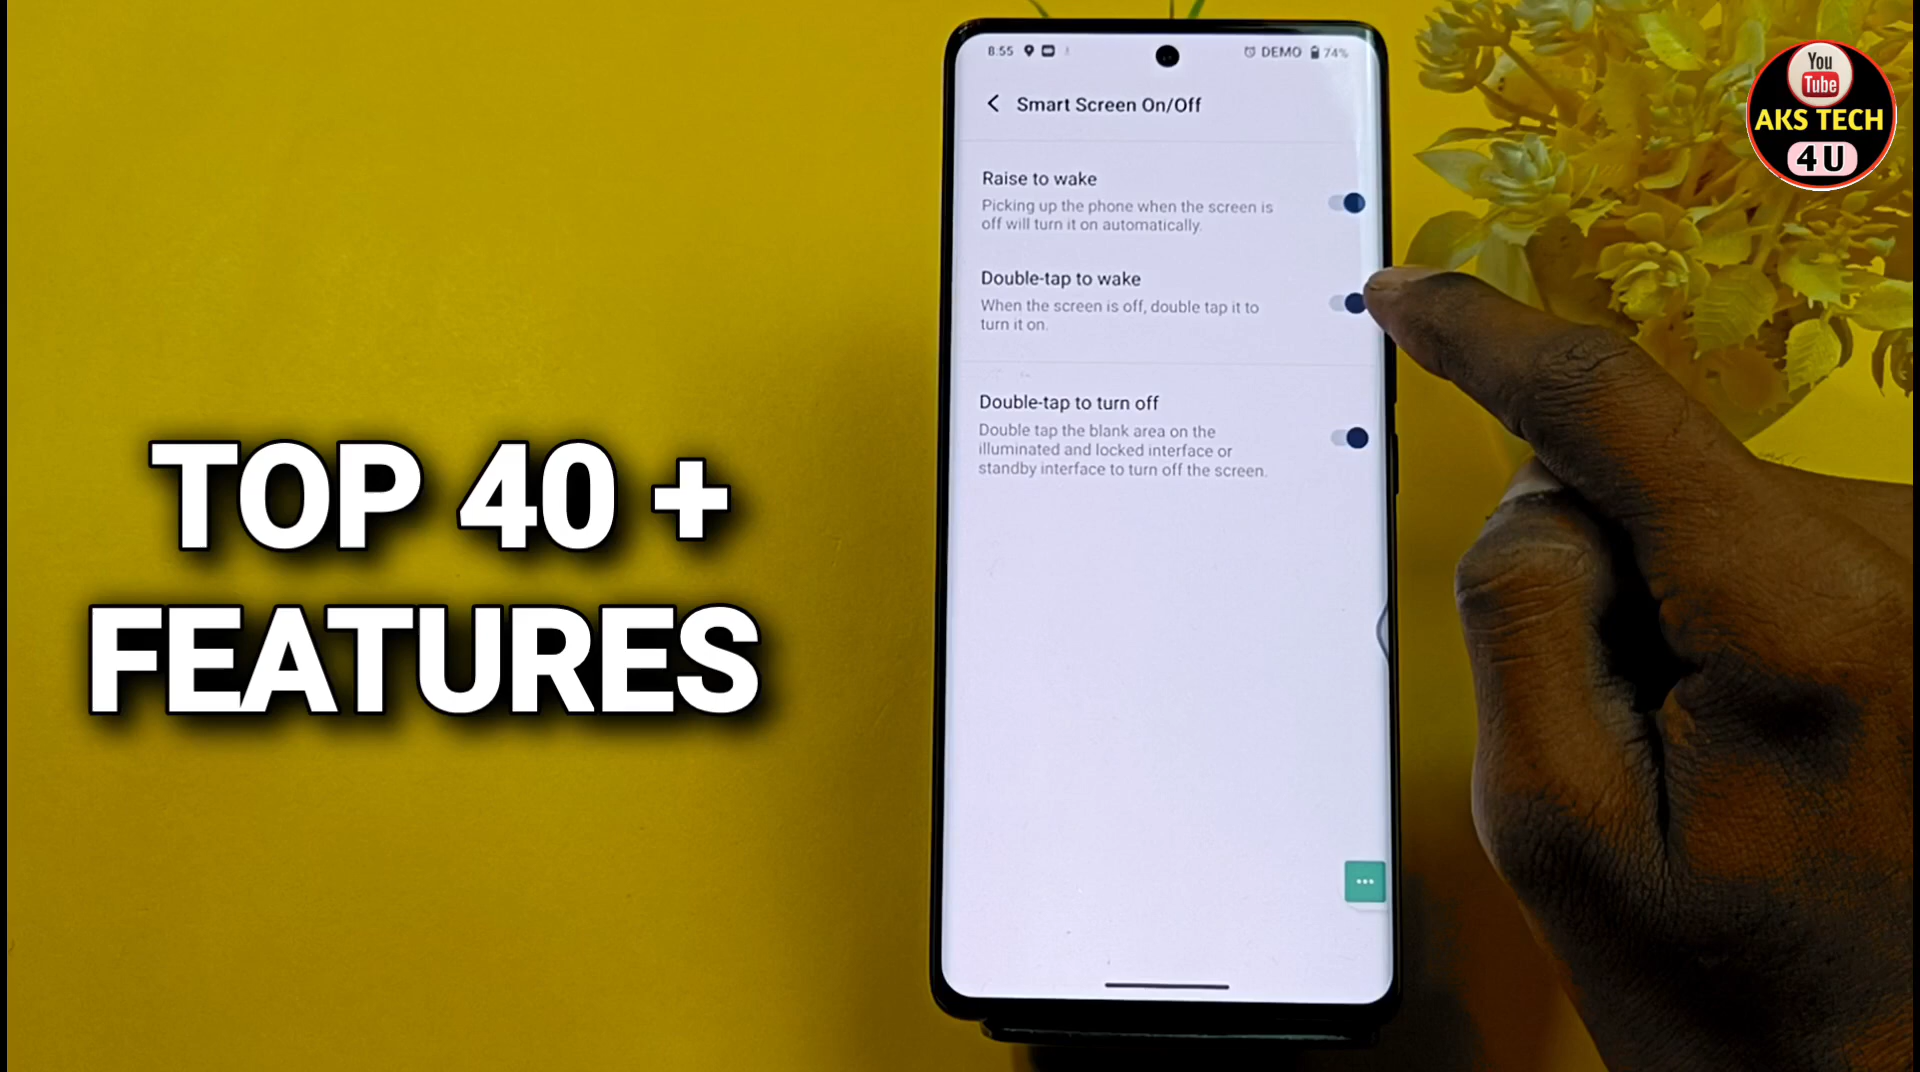 TOP 40 +
FEATURES
8:55
DEMO 74%
Smart Screen On/Off
Raise to wake
Picking up the phone when the screen is
off will turn it on automatically.
Double-tap to wake
When the screen is off, double tap it to
turn it on.
Double-tap to turn off
Double tap the blank area on the
illuminated and locked interface or
standby interface to turn off the screen.
You
Tube
AKS TECH
4 U